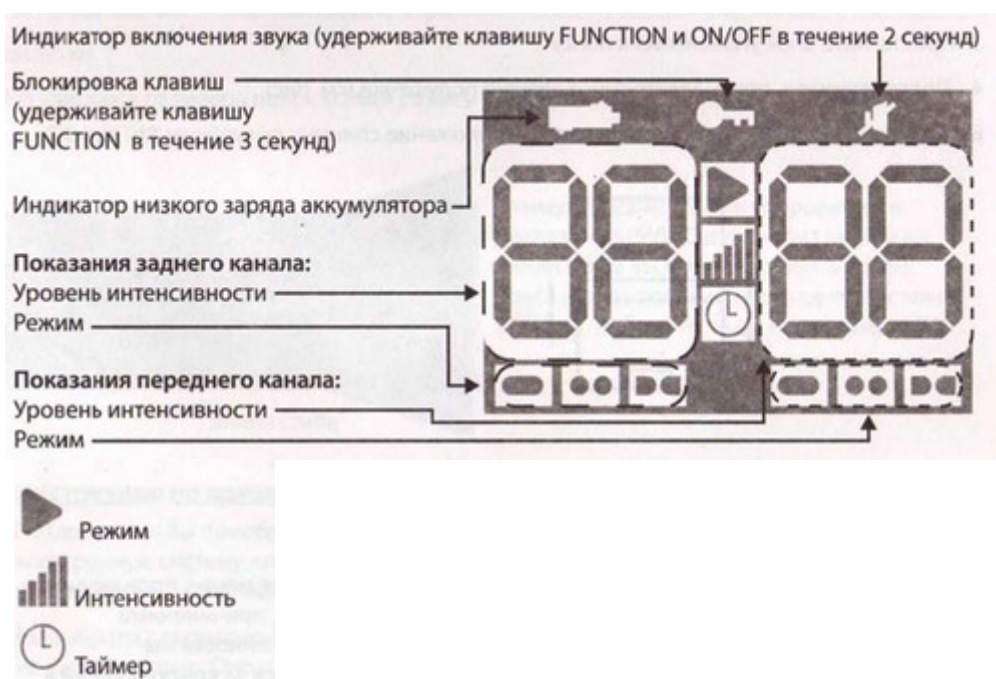 Индикатор включения звука (удерживайте клавишу FUNCTION и ON/OFF в течение 2 секунд)
Блокировка клавиш
(удерживайте клавишу
FUNCTION в течение 3 секунд)
Индикатор низкого заряда аккумулятора
Показания заднего канала:
Уровень интенсивности
Режим
Показания переднего канала:
Уровень интенсивности
Режим
88
88
Режим
Интенсивность
Таймер